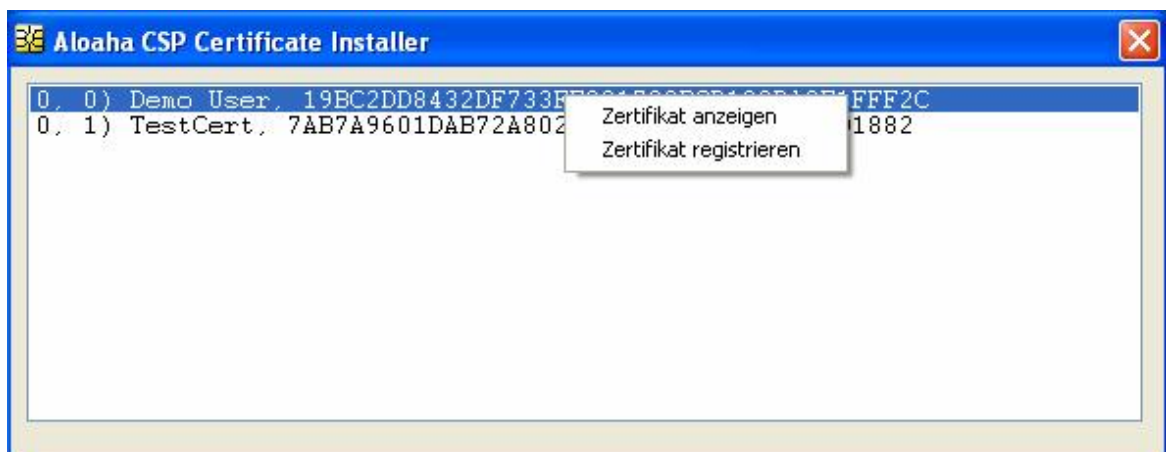 Aloaha CSP Certificate Installer
0, 0) Demo User, 19BC2DD8432DF733
FFF2C
0, 1) TestCert, 7AB7A9601DAB72A802
1882
Zertifikat anzeigen
Zertifikat registrieren